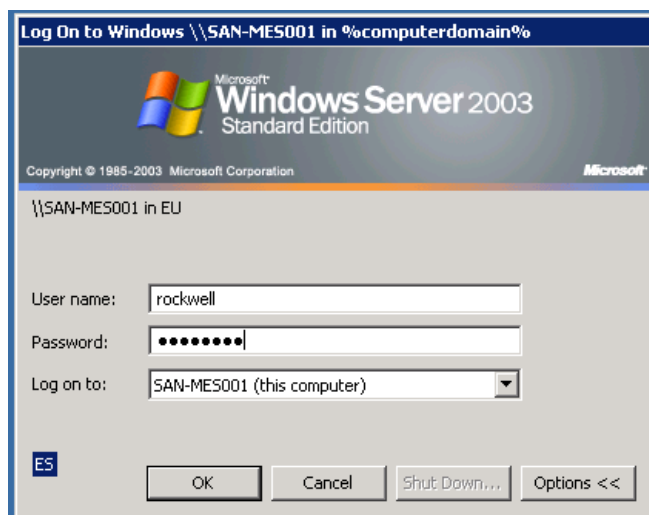 Log On to Windows \\SAN-MES001 in %computerdomain%
Microsoft
Windows Server 2003
Standard Edition
Copyright © 1985-2003 Microsoft Corporation Microsoft
\\SAN-MES001 in EU
User name: rockwell
Password: ●●●●●●●●
Log on to: SAN-MES001 (this computer)
ES
OK Cancel Shut Down... Options <<